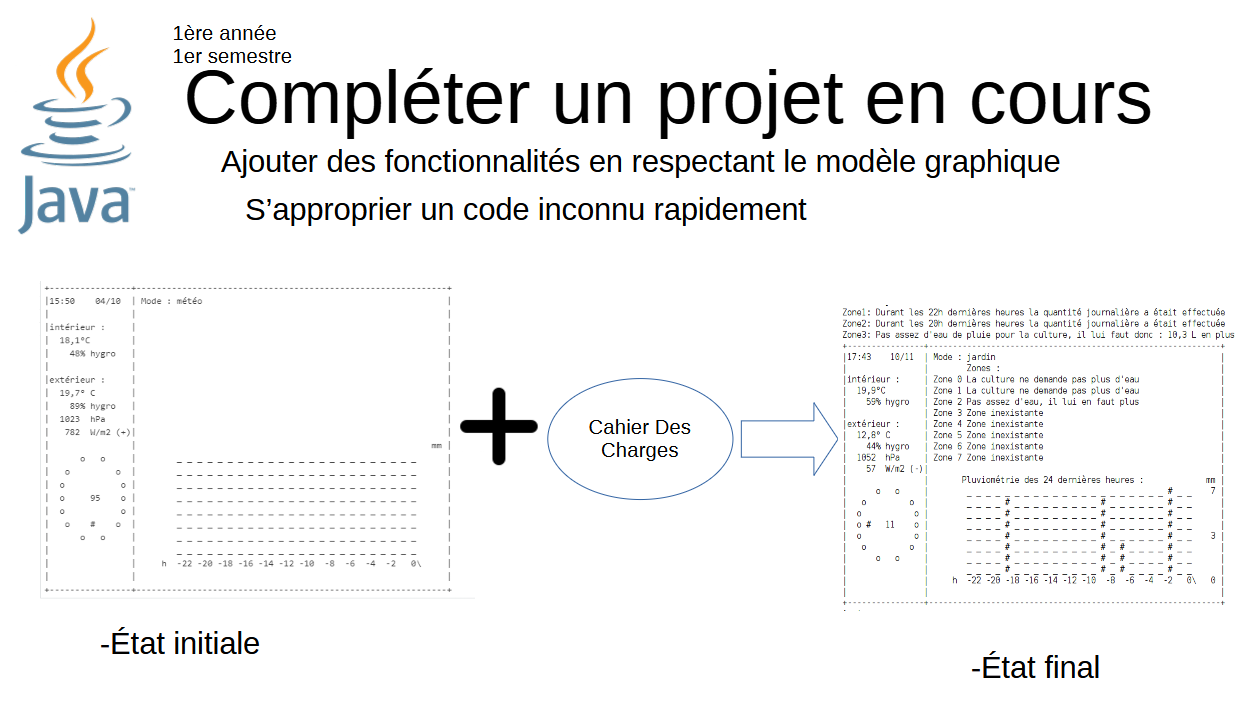 1ère année
1er semestre
Compléter un projet en cours
Ajouter des fonctionnalités en respectant le modèle graphique
S’approprier un code inconnu rapidement
Java™
+----------------+------------------------------------------------------------+
|15:50    04/10  | Mode : météo
intérieur :
18,1°C
48% hygro
extérieur :
19,7° C
89% hygro
1023  hPa
782  W/m2 (+)
mm
o   o
o         o
o           o
o     95    o
o           o
o    #    o
o   o
h  -22 -20 -18 -16 -14 -12 -10  -8  -6  -4  -2   0\
-État initiale
Cahier Des
Charges
Zone1: Durant les 22h dernières heures la quantité journalière a était effectuée
Zone2: Durant les 20h dernières heures la quantité journalière a était effectuée
Zone3: Pas assez d'eau de pluie pour la culture, il lui faut donc : 10,3 L en plus
|17:43    10/11  | Mode : jardin
Zones :
intérieur :      | Zone 0 La culture ne demande pas plus d'eau
19,9°C         | Zone 1 La culture ne demande pas plus d'eau
59% hygro    | Zone 2 Pas assez d'eau, il lui en faut plus
Zone 3 Zone inexistante
extérieur :      | Zone 4 Zone inexistante
12,8° C        | Zone 5 Zone inexistante
44% hygro    | Zone 6 Zone inexistante
1052  hPa      | Zone 7 Zone inexistante
57  W/m2 (-)
Pluviométrie des 24 dernières heures :             mm
o   o                                    #        7
o         o        #                   #             #
o           o      #                   #             #
o #   11    o      #                   #             #
o           o      #                   #             #        3
o         o        #                   #   #         #
o   o            #                   #   #         #
#                   #   #         #
h  -22 -20 -18 -16 -14 -12 -10  -8  -6  -4  -2   0\   0
-État final